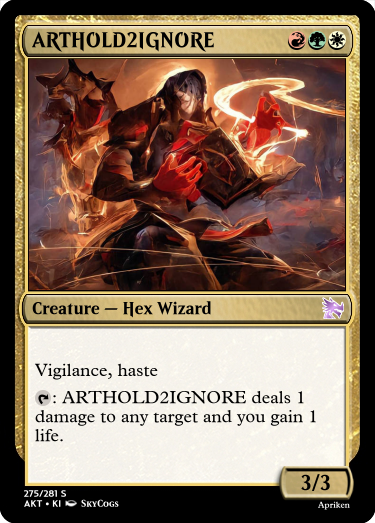 ARTHOLD2IGNORE
Creature — Hex Wizard
Vigilance, haste
: ARTHOLD2IGNORE deals 1
damage to any target and you gain 1
life.
3/3
275/281 S
AKT • KI SkyCogs
Apriken